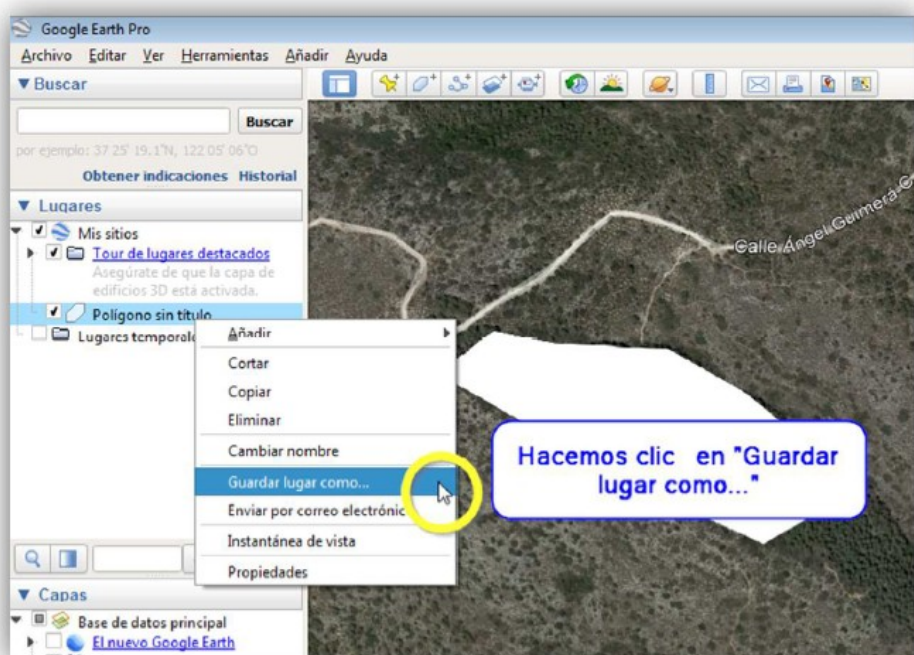 Google Earth Pro
Archivo Editar Ver Herramientas Añadir Ayuda
Buscar
Buscar
por ejemplo: 37 25' 19.1"N, 122 05' 06"O
Obtener indicaciones Historial
Lugares
Mis sitios
Tour de lugares destacados
Asegúrate de que la capa de
edificios 3D está activada.
Polígono sin título
Lugares temporale
Añadir
Cortar
Copiar
Eliminar
Cambiar nombre
Guardar lugar como...
Enviar por correo electrónic
Instantánea de vista
Propiedades
Calle Àngel Guimerà
Hacemos clic en "Guardar
lugar como..."
Capas
Base de datos principal
El nuevo Google Earth